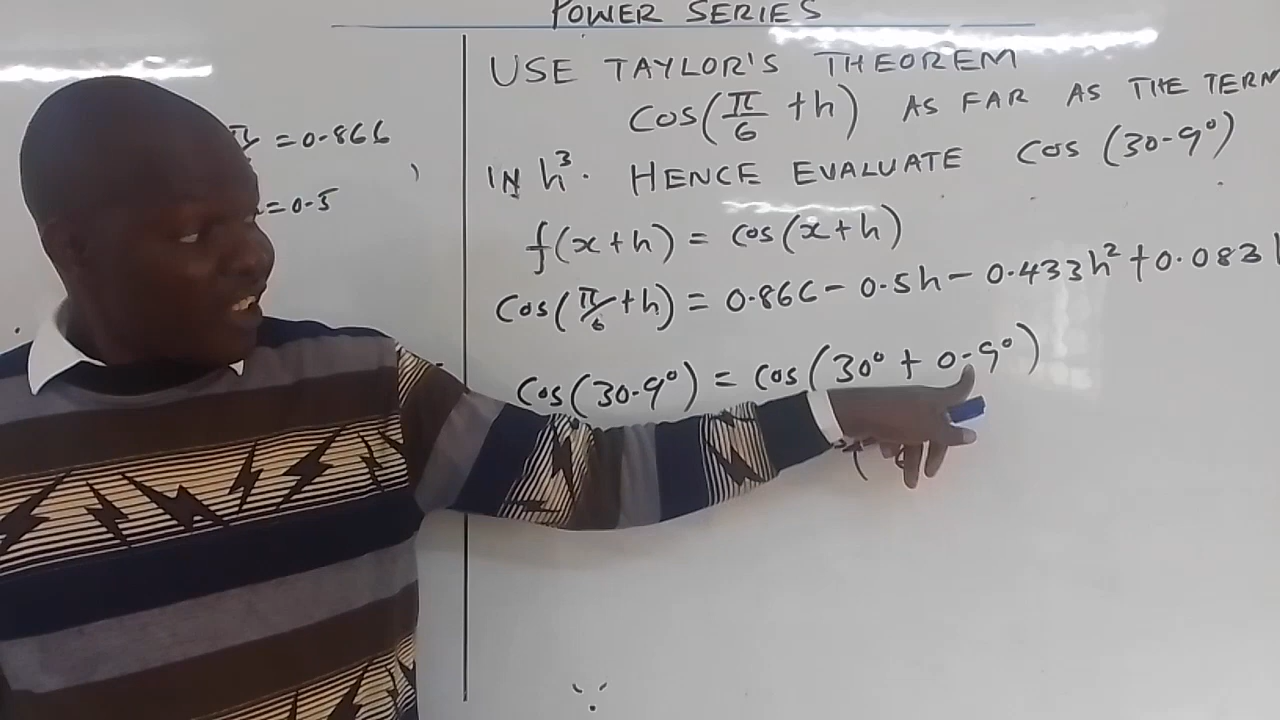 POWER SERIES
π/6 = 0.866
= 0.5
USE TAYLOR'S THEOREM
COS(π/6 + h) AS FAR AS THE TERM
IN h³. HENCE EVALUATE COS (30.9°)
f(x+h) = cos(x+h)
COS(π/6 + h) = 0.866 - 0.5h - 0.433h² + 0.083
COS(30.9°) = COS(30° + 0.9°)